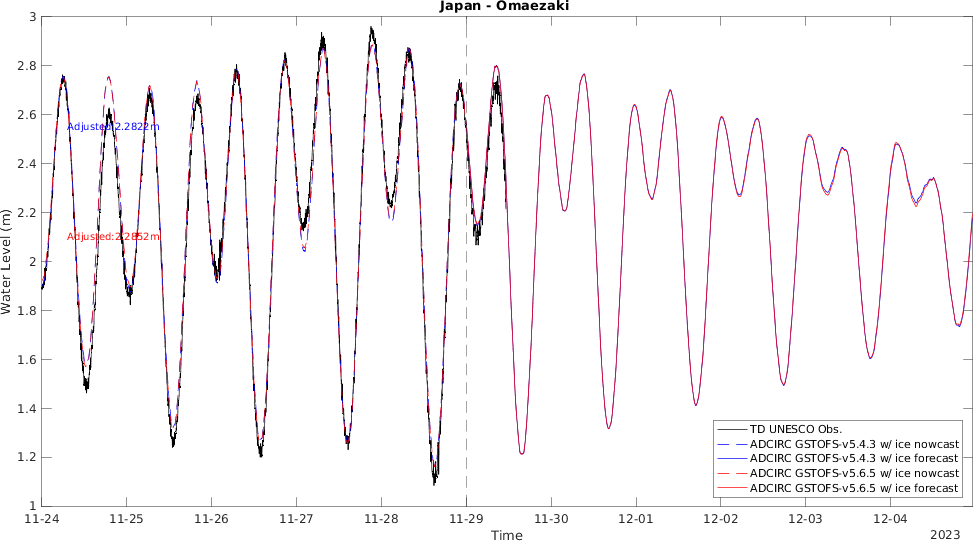 Japan - Omaezaki
3
2.8
2.6
2.4
2.2
2
1.8
1.6
1.4
1.2
1
Water Level (m)
Adjusted:2.2822m
Adjusted:2.2852m
TD UNESCO Obs.
ADCIRC GSTOFS-v5.4.3 w/ ice nowcast
ADCIRC GSTOFS-v5.4.3 w/ ice forecast
ADCIRC GSTOFS-v5.6.5 w/ ice nowcast
ADCIRC GSTOFS-v5.6.5 w/ ice forecast
11-24 11-25 11-26 11-27 11-28 11-29 11-30 12-01 12-02 12-03 12-04
Time
2023